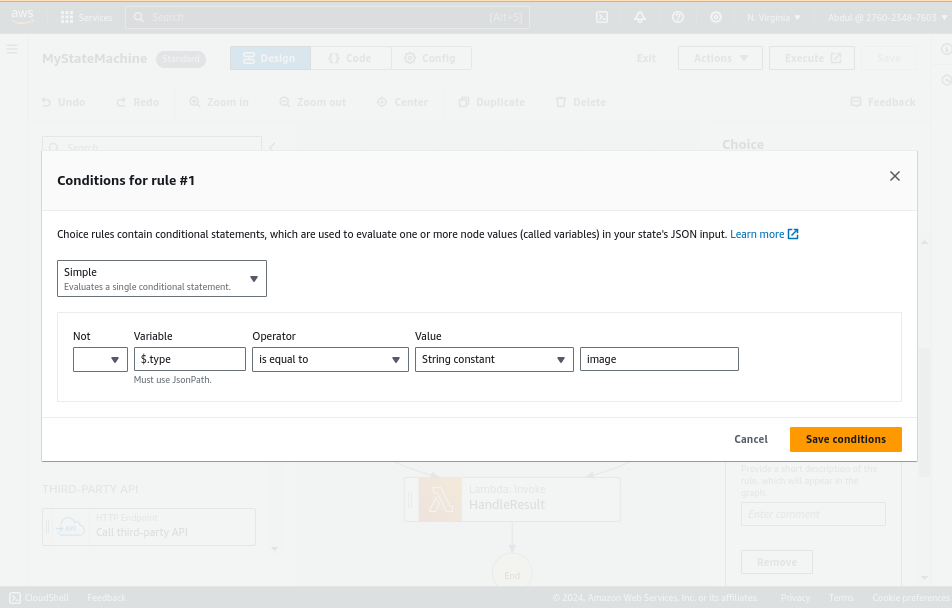 aws
Services
Search
[Alt+S]
N. Virginia
Abdul @ 2760-2346-7603
MyStateMachine
Standard
Design
Code
Config
Exit
Actions
Execute
Save
Undo
Redo
Zoom in
Zoom out
Center
Duplicate
Delete
Feedback
Search
Choice
Conditions for rule #1
Choice rules contain conditional statements, which are used to evaluate one or more node values (called variables) in your state's JSON input. Learn more
Simple
Evaluates a single conditional statement.
Not
Variable
Operator
Value
$.type
is equal to
String constant
image
Must use JsonPath.
Cancel
Save conditions
Provide a short description of the
rule, which will appear in the
graph.
THIRD-PARTY API
HTTP Endpoint
Call third-party API
Lambda: Invoke
HandleResult
Enter comment
Remove
End
CloudShell
Feedback
© 2024, Amazon Web Services, Inc. or its affiliates.
Privacy
Terms
Cookie preferences